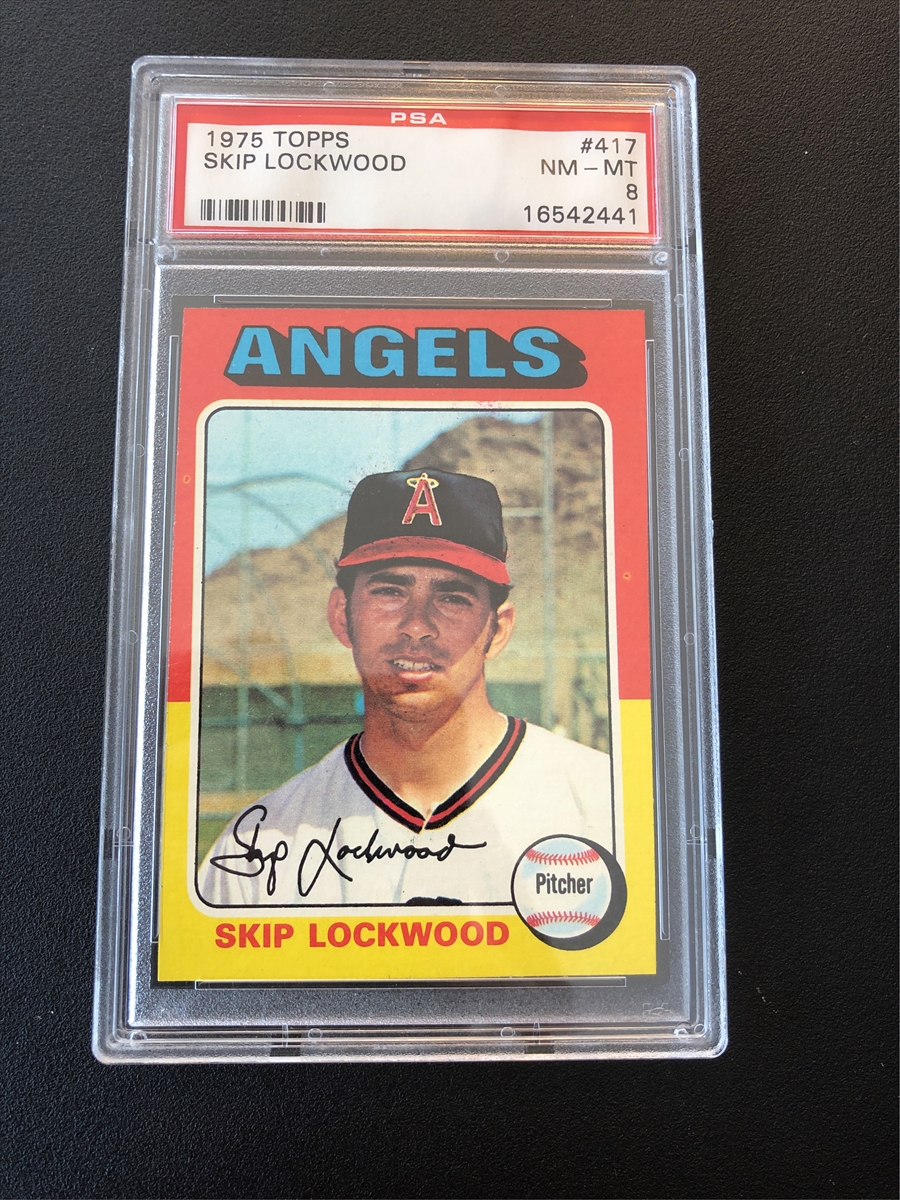 PSA
1975 TOPPS #417
SKIP LOCKWOOD NM-MT
8
16542441
ANGELS
A
Skip Lockwood
Pitcher
SKIP LOCKWOOD